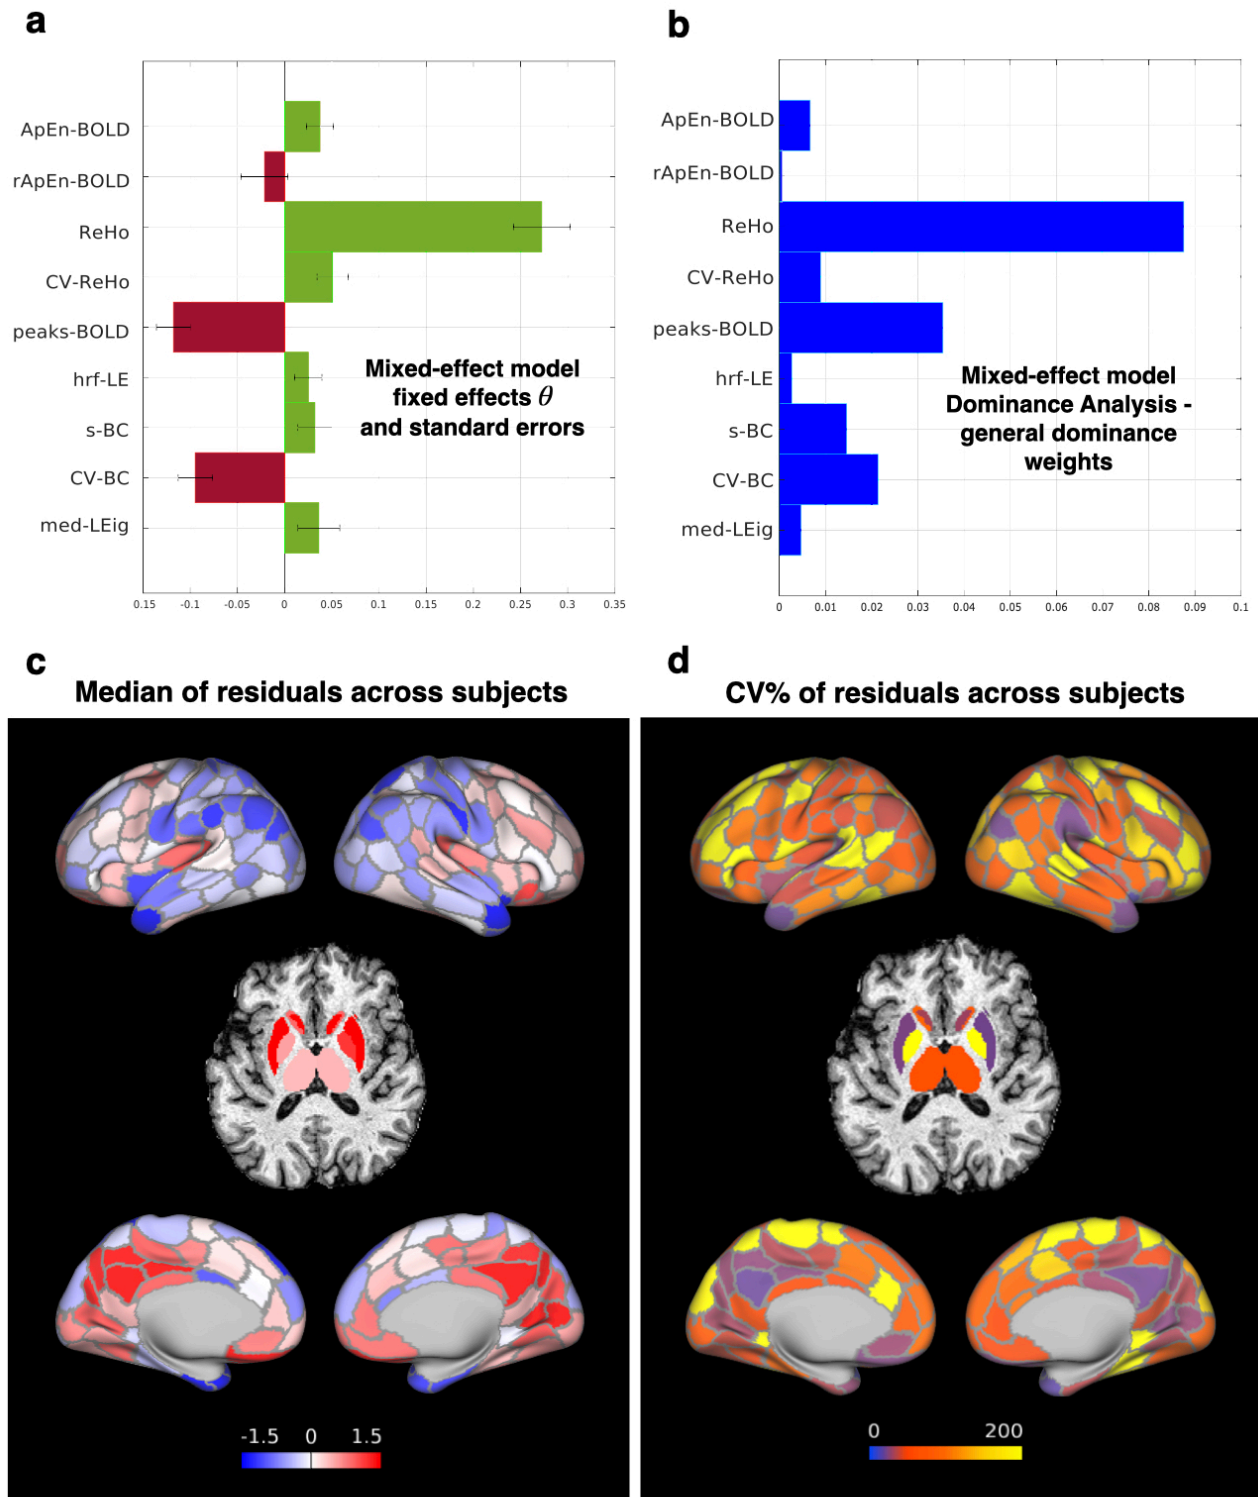 a
ApEn-BOLD
rApEn-BOLD
ReHo
CV-ReHo
peaks-BOLD
hrf-LE
s-BC
CV-BC
med-LEig
Mixed-effect model
fixed effects θ
and standard errors
0.15 -0.1 -0.05 0 0.05 0.1 0.15 0.2 0.25 0.3 0.35
b
ApEn-BOLD
rApEn-BOLD
ReHo
CV-ReHo
peaks-BOLD
hrf-LE
s-BC
CV-BC
med-LEig
Mixed-effect model
Dominance Analysis -
general dominance
weights
0 0.01 0.02 0.03 0.04 0.05 0.06 0.07 0.08 0.09 0.1
c
Median of residuals across subjects
-1.5 0 1.5
d
CV% of residuals across subjects
0 200